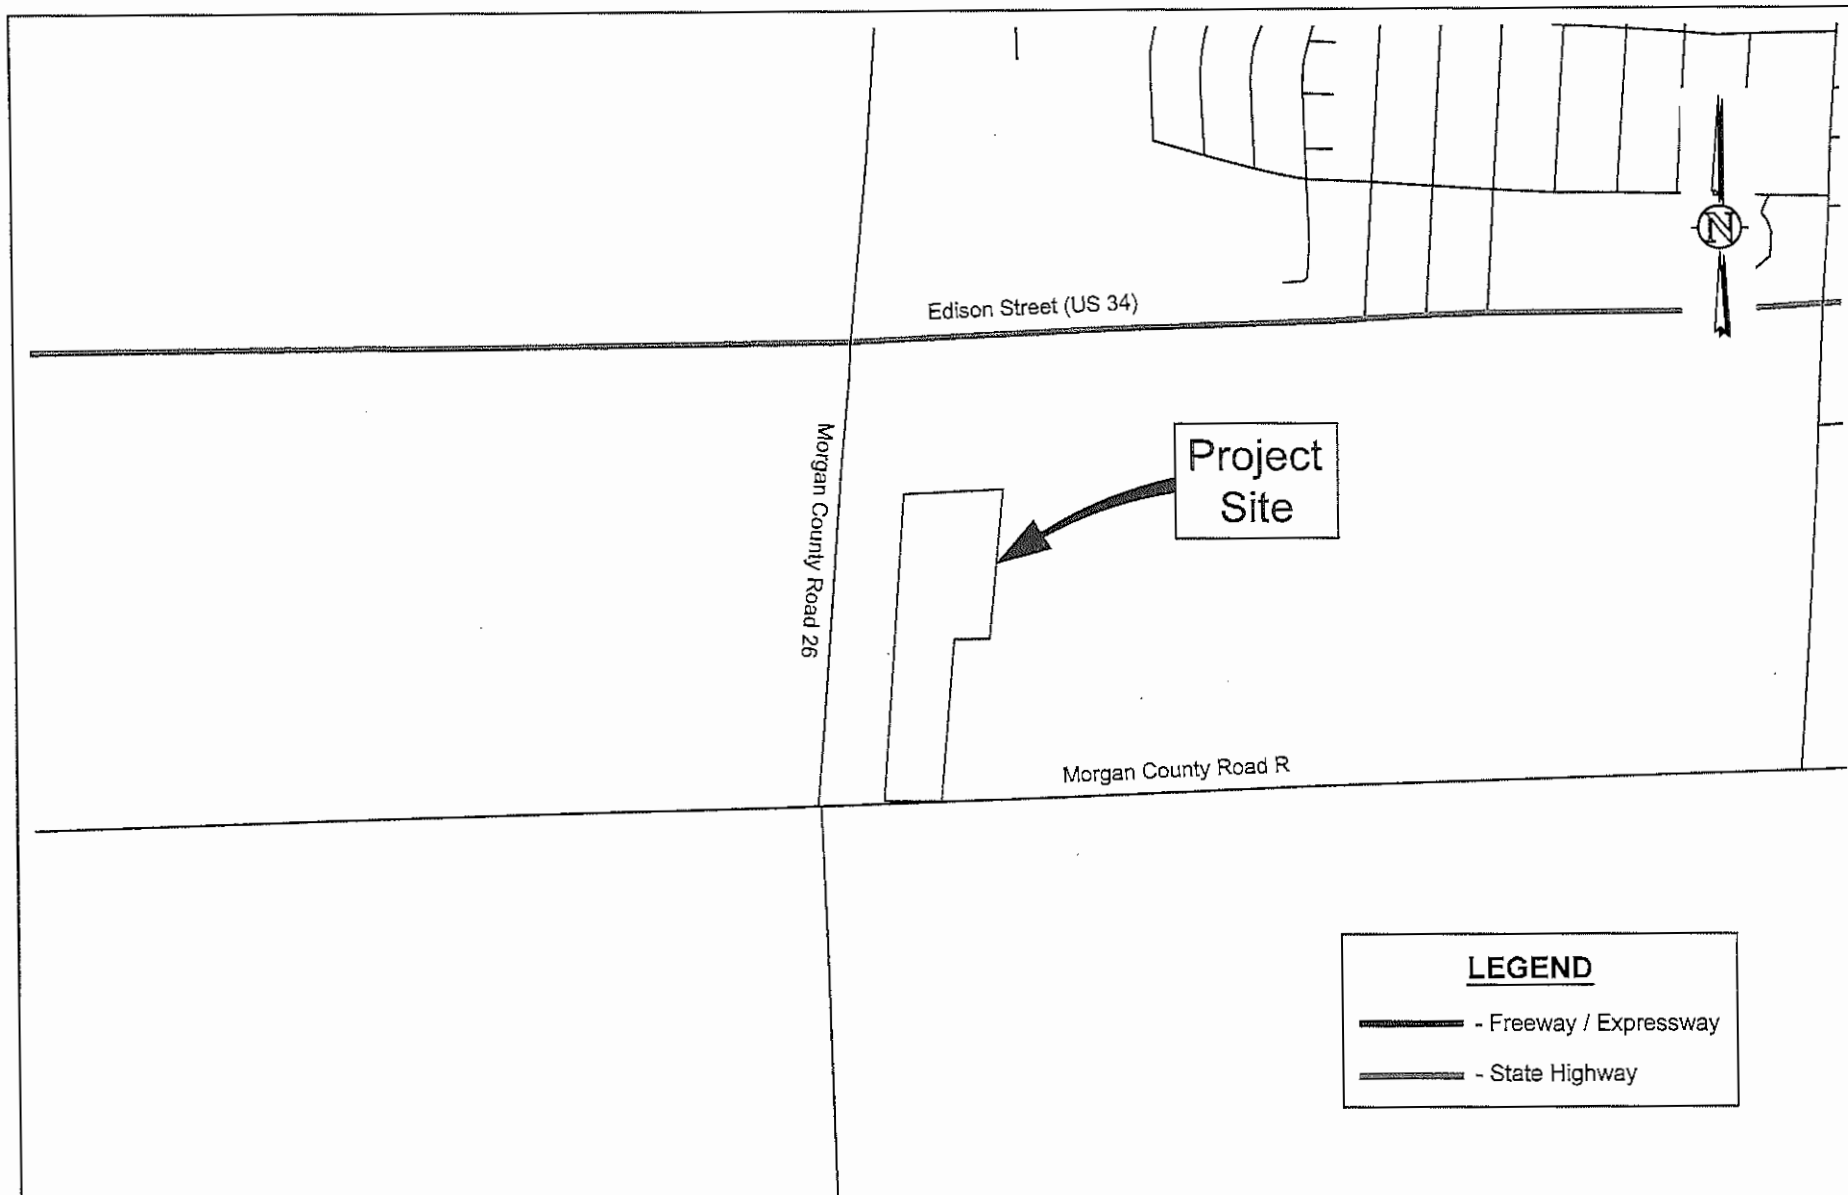 N
Edison Street (US 34)
Morgan County Road 26
Project
Site
Morgan County Road R
LEGEND
- Freeway / Expressway
- State Highway